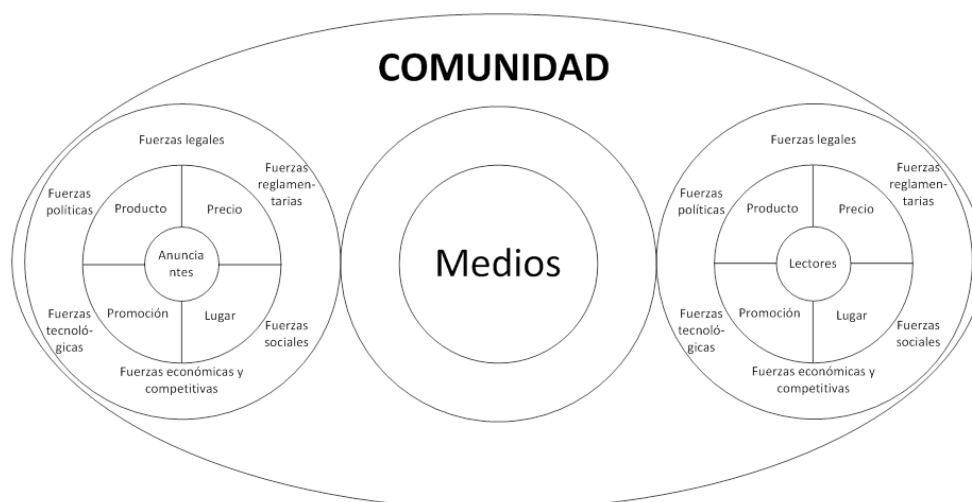 COMUNIDAD
Fuerzas legales
Fuerzas
reglamen-
tarias
Fuerzas
políticas
Producto
Precio
Anuncia
ntes
Promoción
Lugar
Fuerzas
tecnoló-
gicas
Fuerzas
sociales
Fuerzas económicas y
competitivas
Medios
Fuerzas legales
Fuerzas
reglamen-
tarias
Fuerzas
políticas
Producto
Precio
Lectores
Promoción
Lugar
Fuerzas
tecnoló-
gicas
Fuerzas
sociales
Fuerzas económicas y
competitivas